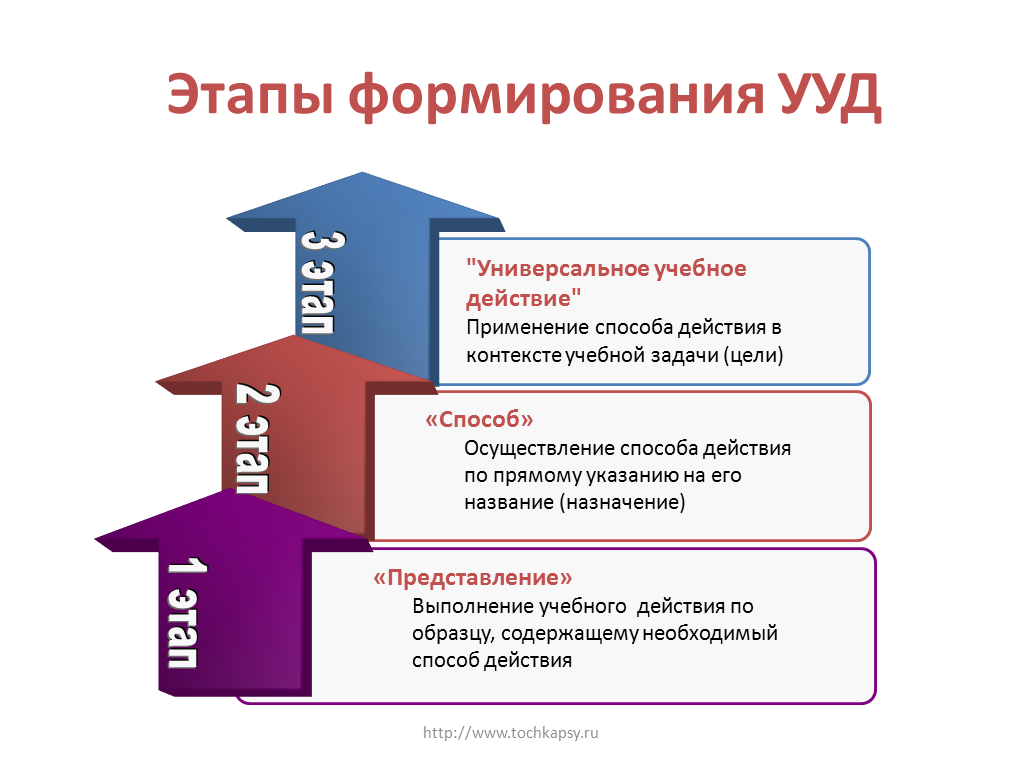 Этапы формирования УУД
3 этап
"Универсальное учебное
действие"
Применение способа действия в
контексте учебной задачи (цели)
2 этап
«Способ»
Осуществление способа действия
по прямому указанию на его
название (назначение)
1 этап
«Представление»
Выполнение учебного действия по
образцу, содержащему необходимый
способ действия
http://www.tochkapsy.ru